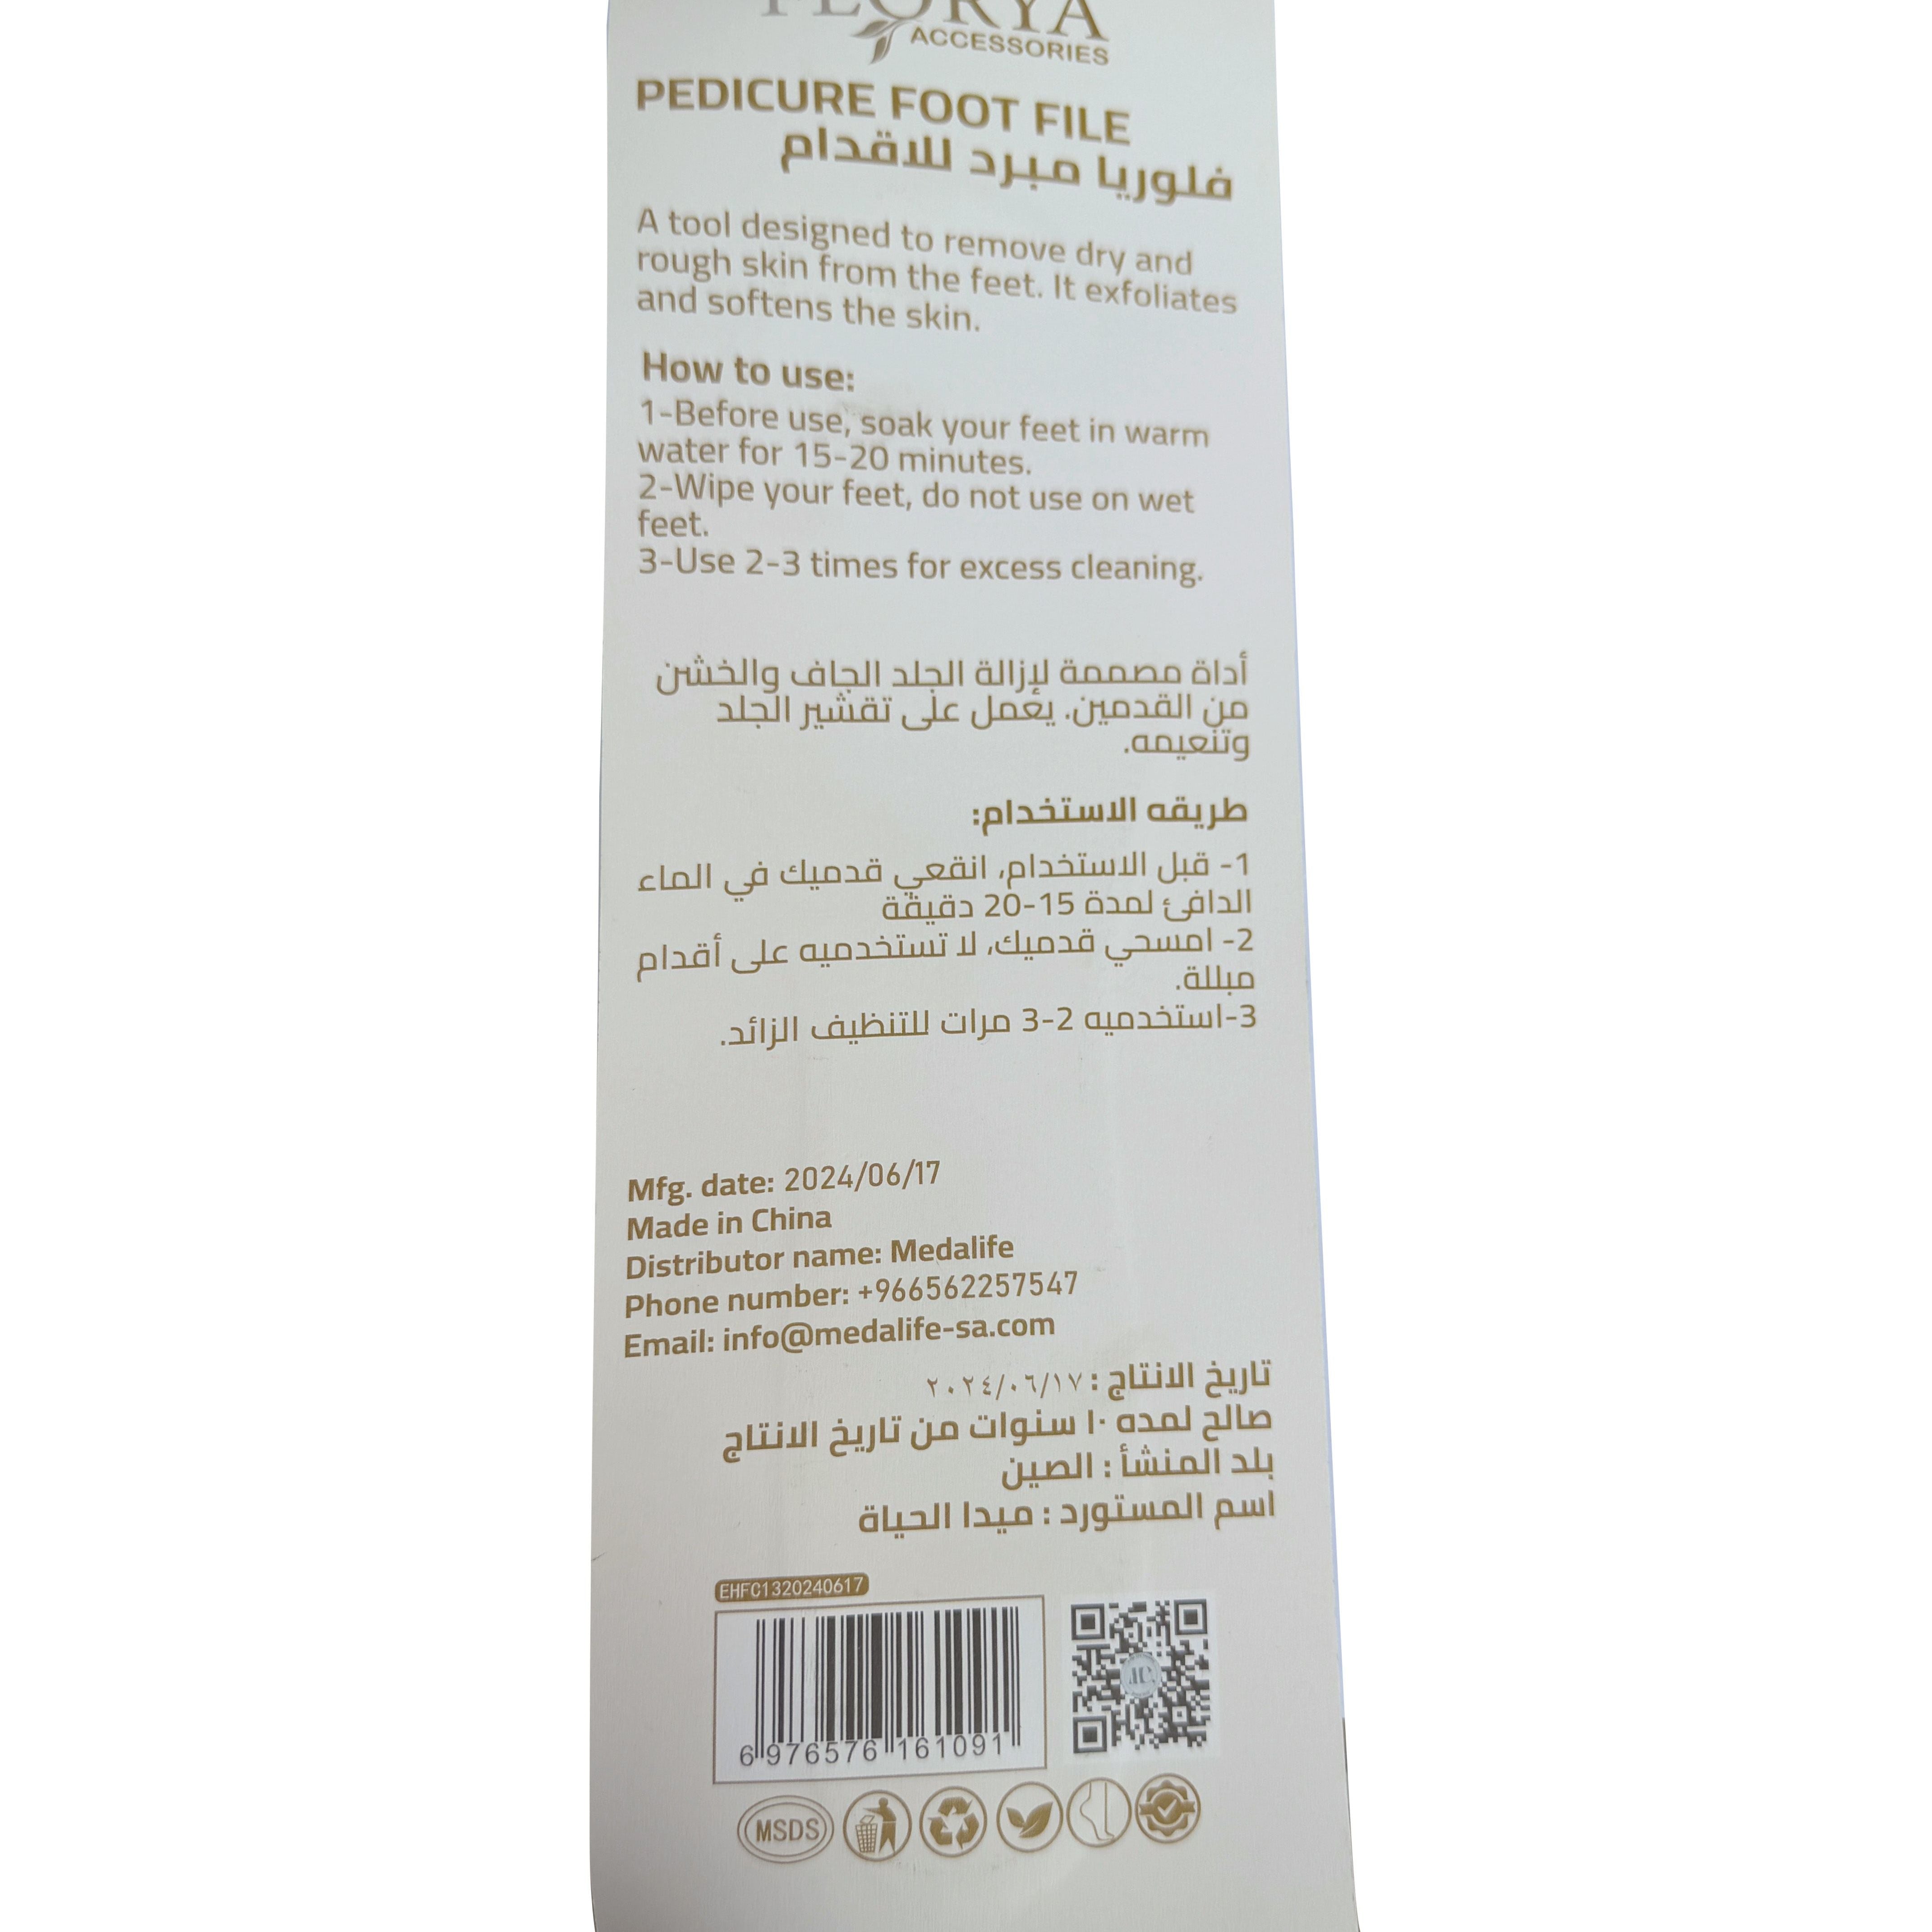 FLORYA
ACCESSORIES
PEDICURE FOOT FILE
فلوريا مبرد للاقدام
A tool designed to remove dry and
rough skin from the feet. It exfoliates
and softens the skin.
How to use:
1-Before use, soak your feet in warm
water for 15-20 minutes.
2-Wipe your feet, do not use on wet
feet.
3-Use 2-3 times for excess cleaning.
أداة مصممة لإزالة الجلد الجاف والخشن
من القدمين. يعمل على تقشير الجلد
وتنعيمه.
طريقه الاستخدام:
1- قبل الاستخدام، انقعي قدميك في الماء
الدافئ لمدة 15-20 دقيقة
2- امسحي قدميك، لا تستخدميه على أقدام
مبللة.
3-استخدميه 2-3 مرات للتنظيف الزائد.
Mfg. date: 2024/06/17
Made in China
Distributor name: Medalife
Phone number: +966562257547
Email: info@medalife-sa.com
تاريخ الانتاج : ٢٠٢٤/٠٦/١٧
صالح لمده ١٠ سنوات من تاريخ الانتاج
بلد المنشأ : الصين
اسم المستورد : ميدا الحياة
EHFC1320240617
6 976576 161091
MSDS